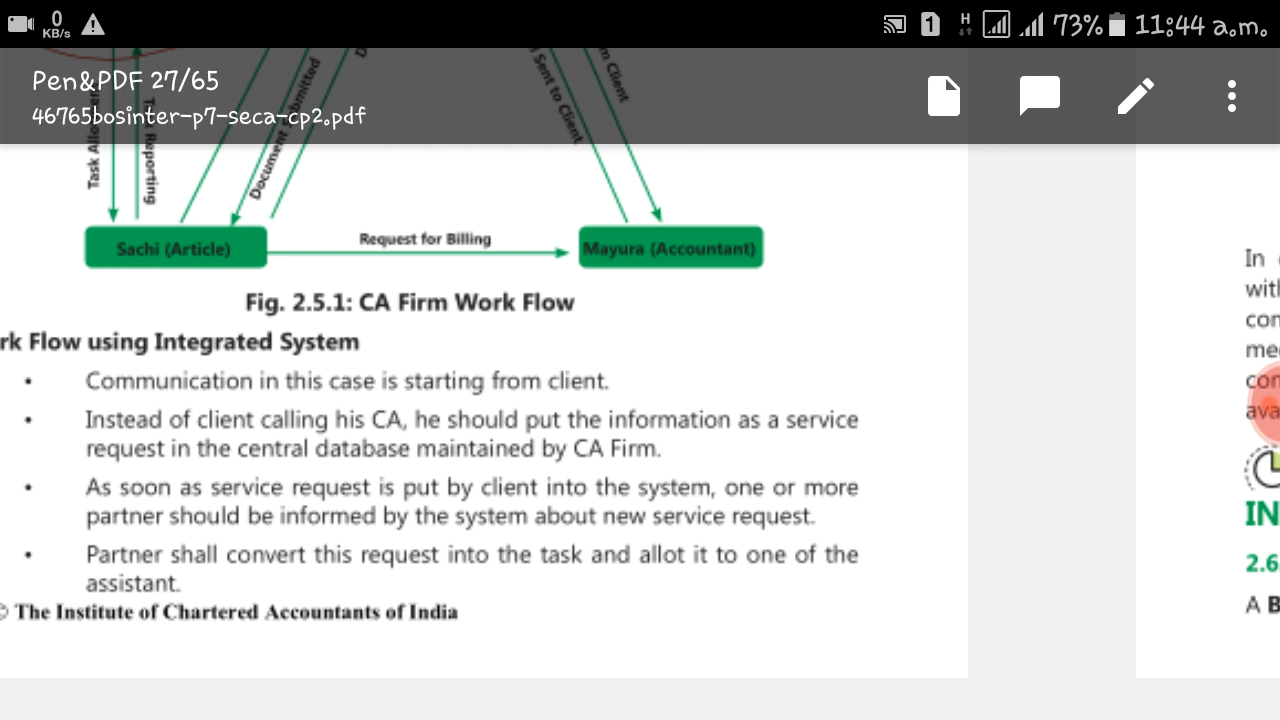 0
KB/s
1
H
73%
11:44 a.m.
Pen&PDF 27/65
46765bosinter-p7-seca-cp2.pdf
Reporting
Document
Sent to Client
Client
Sachi (Article)
Request for Billing
Mayura (Accountant)
Fig. 2.5.1: CA Firm Work Flow
rk Flow using Integrated System
• Communication in this case is starting from client.
• Instead of client calling his CA, he should put the information as a service
request in the central database maintained by CA Firm.
• As soon as service request is put by client into the system, one or more
partner should be informed by the system about new service request.
• Partner shall convert this request into the task and allot it to one of the
assistant.
© The Institute of Chartered Accountants of India
In
with
con
me
con
ava
IN
2.6
A B